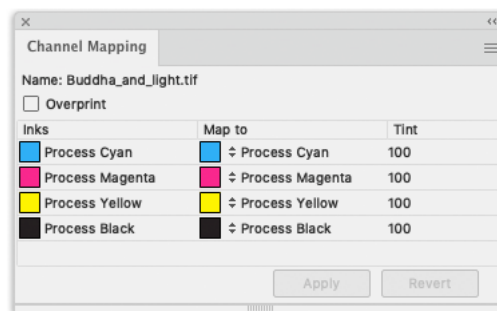 Channel Mapping
Name: Buddha_and_light.tif
Overprint
Inks Map to Tint
Process Cyan Process Cyan 100
Process Magenta Process Magenta 100
Process Yellow Process Yellow 100
Process Black Process Black 100
Apply Revert